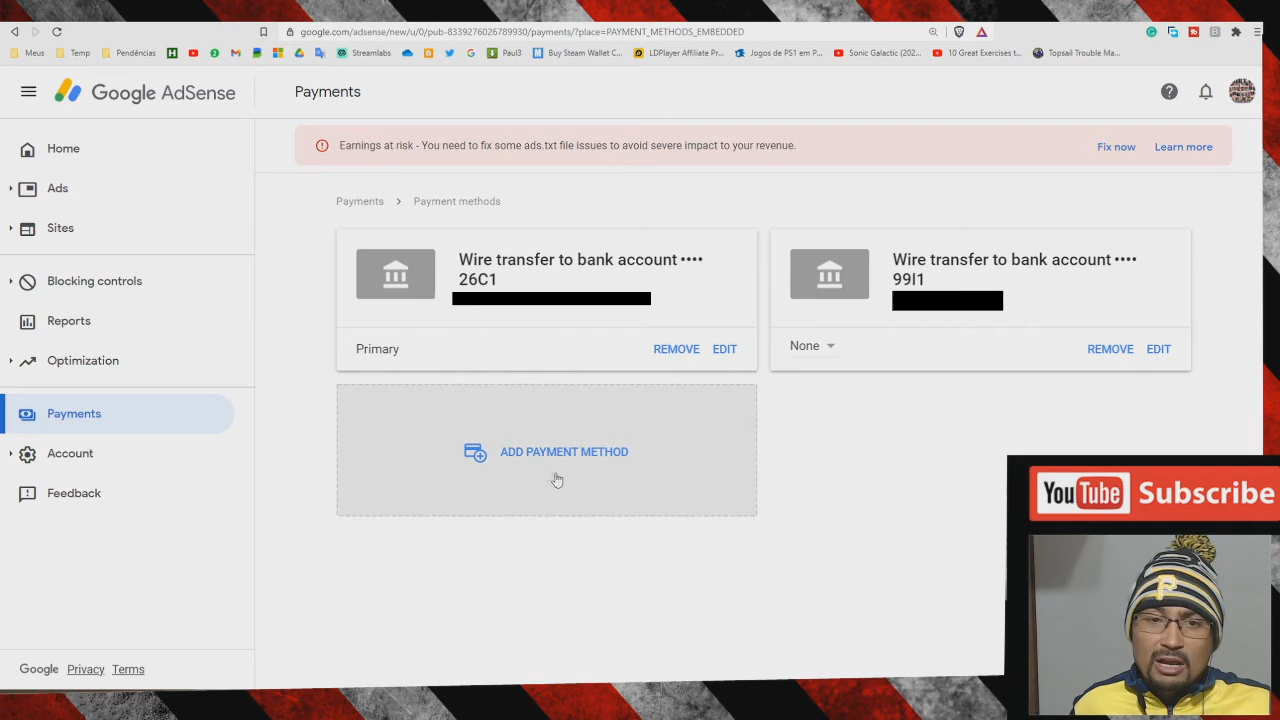 google.com/adsense/new/u/0/pub-8339276026789930/payments/?place=PAYMENT_METHODS_EMBEDDED
Meus
Temp
Pendências
Streamlabs
Paul3
Buy Steam Wallet C...
LDPlayer Affiliate Pr...
Jogos de PS1 em P...
Sonic Galactic (202...
10 Great Exercises t...
Topsail Trouble Ma...
Google AdSense
Payments
Earnings at risk - You need to fix some ads.txt file issues to avoid severe impact to your revenue.
Fix now
Learn more
Home
Ads
Sites
Blocking controls
Reports
Optimization
Payments
Account
Feedback
Google
Privacy
Terms
Payments
Payment methods
Wire transfer to bank account ••••
26C1
Primary
REMOVE
EDIT
Wire transfer to bank account ••••
99I1
None
REMOVE
EDIT
ADD PAYMENT METHOD
YouTube Subscribe
P